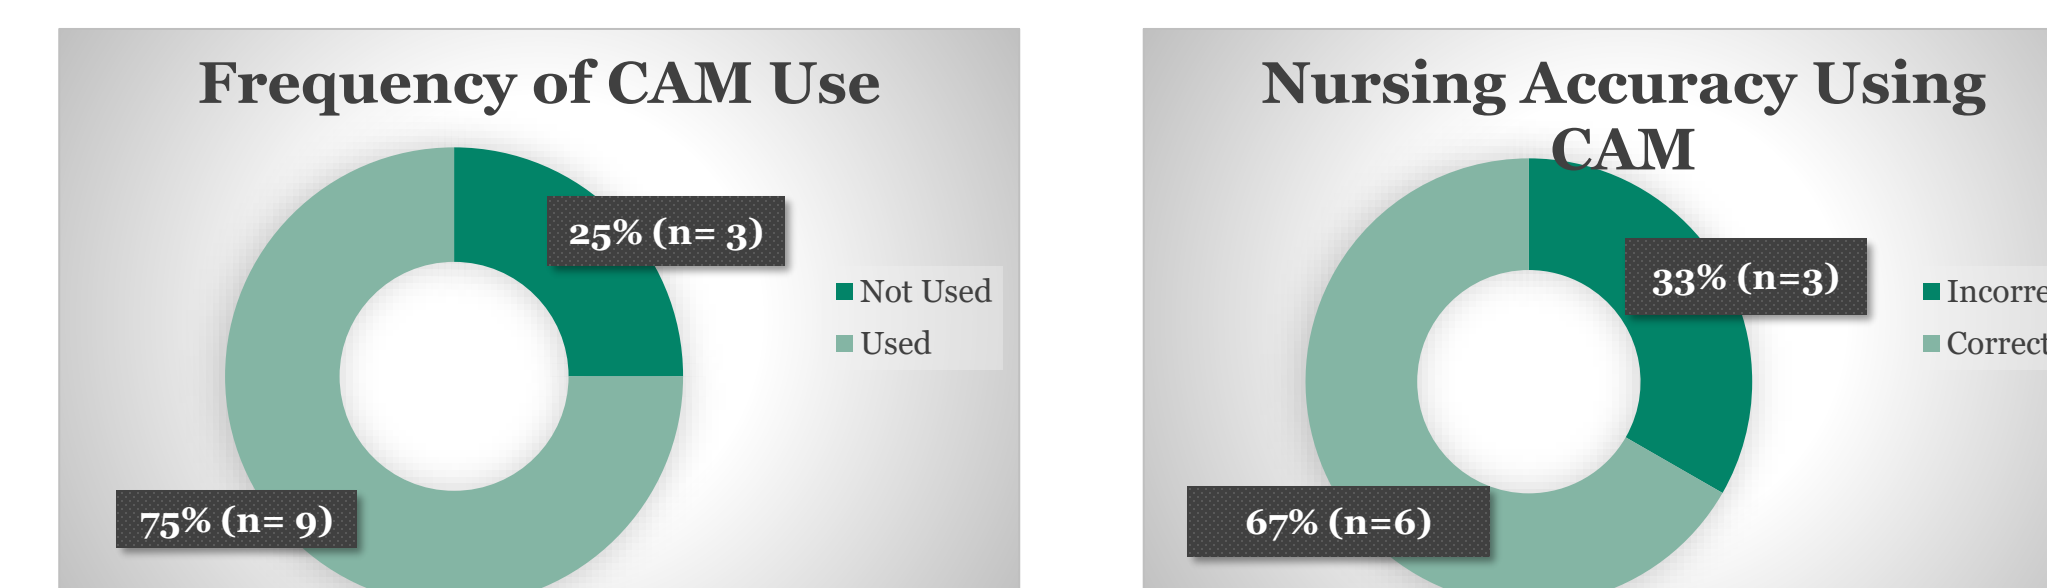 Frequency of CAM Use
25% (n= 3)
Not Used
Used
75% (n= 9)
Nursing Accuracy Using
CAM
33% (n=3)
Correct
67% (n=6)